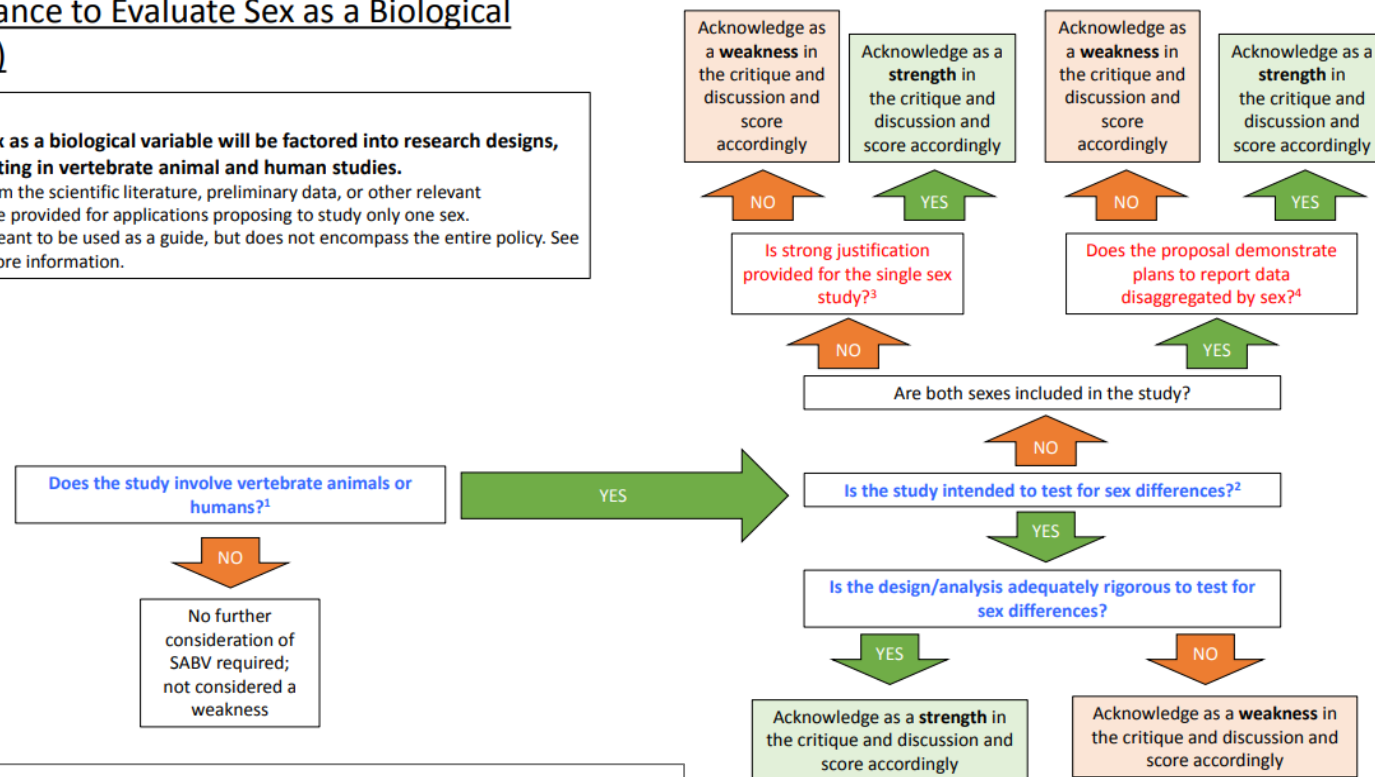 ance to Evaluate Sex as a Biological
)
x as a biological variable will be factored into research designs,
ting in vertebrate animal and human studies.
m the scientific literature, preliminary data, or other relevant
e provided for applications proposing to study only one sex.
eant to be used as a guide, but does not encompass the entire policy. See
ore information.
Acknowledge as
a weakness in
the critique and
discussion and
score
accordingly
Acknowledge as a
strength in
the critique and
discussion and
score accordingly
Acknowledge as
a weakness in
the critique and
discussion and
score
accordingly
Acknowledge as a
strength in
the critique and
discussion and
score accordingly
NO
YES
NO
YES
Is strong justification
provided for the single sex
study?³
Does the proposal demonstrate
plans to report data
disaggregated by sex?⁴
NO
YES
Are both sexes included in the study?
NO
Does the study involve vertebrate animals or
humans?¹
YES
Is the study intended to test for sex differences?²
NO
YES
No further
consideration of
SABV required;
not considered a
weakness
Is the design/analysis adequately rigorous to test for
sex differences?
YES
NO
Acknowledge as a strength in
the critique and discussion and
score accordingly
Acknowledge as a weakness in
the critique and discussion and
score accordingly